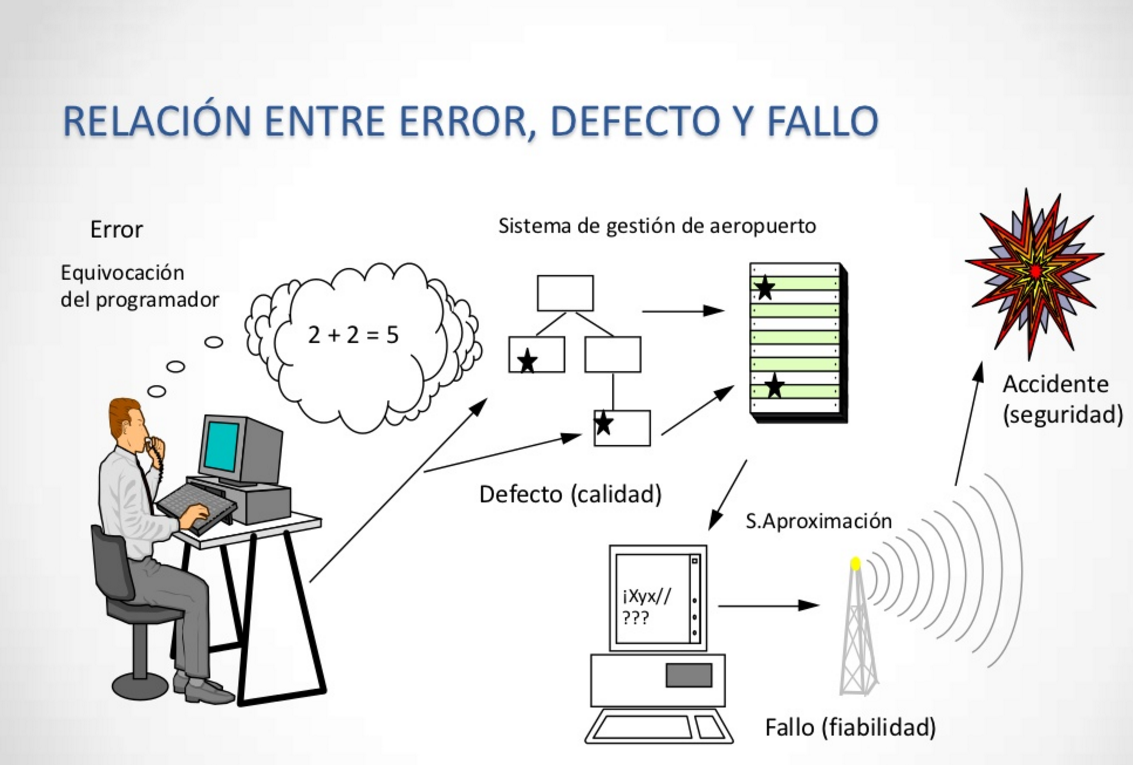 RELACIÓN ENTRE ERROR, DEFECTO Y FALLO
Error
Equivocación
del programador
2 + 2 = 5
Sistema de gestión de aeropuerto
Accidente
(seguridad)
Defecto (calidad)
S.Aproximación
¡Xyx//
???
Fallo (fiabilidad)